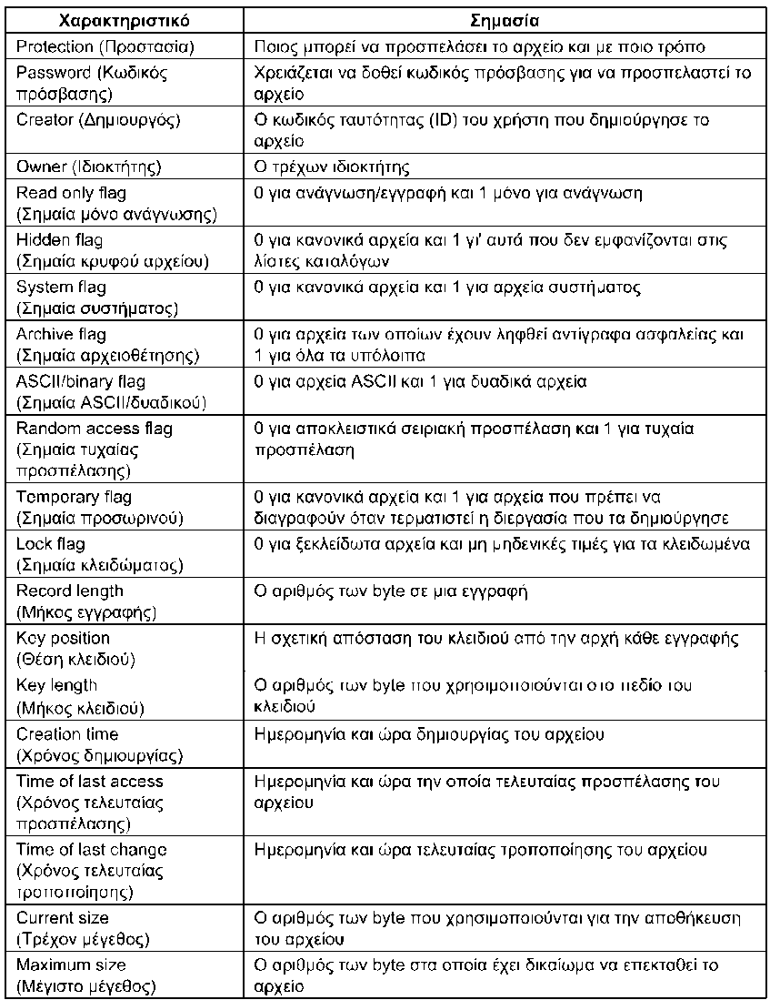 Χαρακτηριστικό Σημασία
Protection (Προστασία) Ποιος μπορεί να προσπελάσει το αρχείο και με ποιο τρόπο
Password (Κωδικός Χρειάζεται να δοθεί κωδικός πρόσβασης για να προσπελαστεί το
πρόσβασης) αρχείο
Creator (Δημιουργός) Ο κωδικός ταυτότητας (ID) του χρήστη που δημιούργησε το
αρχείο
Owner (Ιδιοκτήτης) Ο τρέχων ιδιοκτήτης
Read only flag 0 για ανάγνωση/εγγραφή και 1 μόνο για ανάγνωση
(Σημαία μόνο ανάγνωσης)
Hidden flag 0 για κανονικά αρχεία και 1 γι' αυτά που δεν εμφανίζονται στις
(Σημαία κρυφού αρχείου) λίστες καταλόγων
System flag 0 για κανονικά αρχεία και 1 για αρχεία συστήματος
(Σημαία συστήματος)
Archive flag 0 για αρχεία των οποίων έχουν ληφθεί αντίγραφα ασφαλείας και
(Σημαία αρχειοθέτησης) 1 για όλα τα υπόλοιπα
ASCII/binary flag 0 για αρχεία ASCII και 1 για δυαδικά αρχεία
(Σημαία ASCII/δυαδικού)
Random access flag 0 για αποκλειστικά σειριακή προσπέλαση και 1 για τυχαία
(Σημαία τυχαίας προσπέλαση
προσπέλασης)
Temporary flag 0 για κανονικά αρχεία και 1 για αρχεία που πρέπει να
(Σημαία προσωρινού) διαγραφούν όταν τερματιστεί η διεργασία που τα δημιούργησε
Lock flag 0 για ξεκλείδωτα αρχεία και μη μηδενικές τιμές για τα κλειδωμένα
(Σημαία κλειδώματος)
Record length Ο αριθμός των byte σε μια εγγραφή
(Μήκος εγγραφής)
Key position Η σχετική απόσταση του κλειδιού από την αρχή κάθε εγγραφής
(Θέση κλειδιού)
Key length Ο αριθμός των byte που χρησιμοποιούνται στο πεδίο του
(Μήκος κλειδιού) κλειδιού
Creation time Ημερομηνία και ώρα δημιουργίας του αρχείου
(Χρόνος δημιουργίας)
Time of last access Ημερομηνία και ώρα την οποία τελευταίας προσπέλασης του
(Χρόνος τελευταίας αρχείου
προσπέλασης)
Time of last change Ημερομηνία και ώρα τελευταίας τροποποίησης του αρχείου
(Χρόνος τελευταίας
τροποποίησης)
Current size Ο αριθμός των byte που χρησιμοποιούνται για την αποθήκευση
(Τρέχον μέγεθος) του αρχείου
Maximum size Ο αριθμός των byte στα οποία έχει δικαίωμα να επεκταθεί το
(Μέγιστο μέγεθος) αρχείο